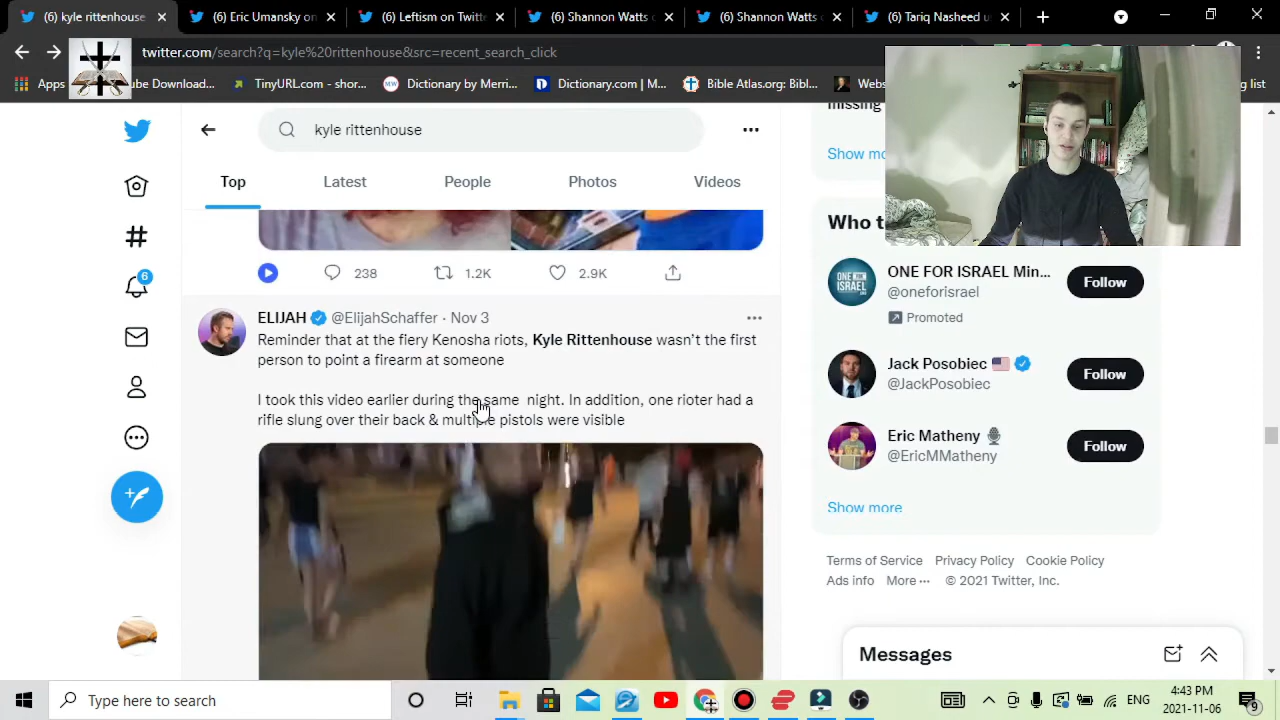 (6) kyle rittenhouse
(6) Eric Umansky on
(6) Leftism on Twitte
(6) Shannon Watts
(6) Shannon Watts
(6) Tariq Nasheed
twitter.com/search?q=kyle%20rittenhouse&src=recent_search_click
Apps
ube Download...
TinyURL.com - shor...
MW
Dictionary by Merri...
D
Dictionary.com | M...
Bible Atlas.org: Bibl...
Webs
g list
kyle rittenhouse
Top
Latest
People
Photos
Videos
238
1.2K
2.9K
ELIJAH @ElijahSchaffer · Nov 3
Reminder that at the fiery Kenosha riots, Kyle Rittenhouse wasn't the first
person to point a firearm at someone
I took this video earlier during the same night. In addition, one rioter had a
rifle slung over their back & multiple pistols were visible
6
missing
Show mo
Who t
ONE FOR ISRAEL
ONE FOR ISRAEL Min...
@oneforisrael
Promoted
Follow
Jack Posobiec
@JackPosobiec
Follow
Eric Matheny
@EricMMatheny
Follow
Show more
Terms of Service Privacy Policy Cookie Policy
Ads info More ··· © 2021 Twitter, Inc.
Messages
Type here to search
ENG
4:43 PM
2021-11-06
9